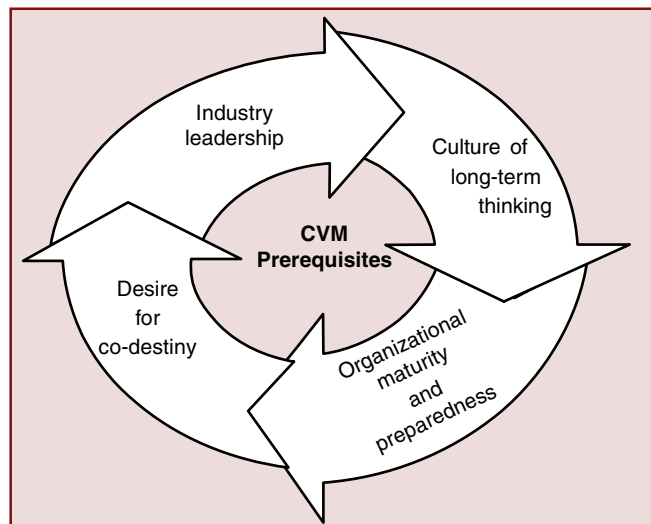 Industry
leadership
Culture of
long-term
thinking
CVM
Prerequisites
Desire
for
co-destiny
Organizational
maturity
and
preparedness